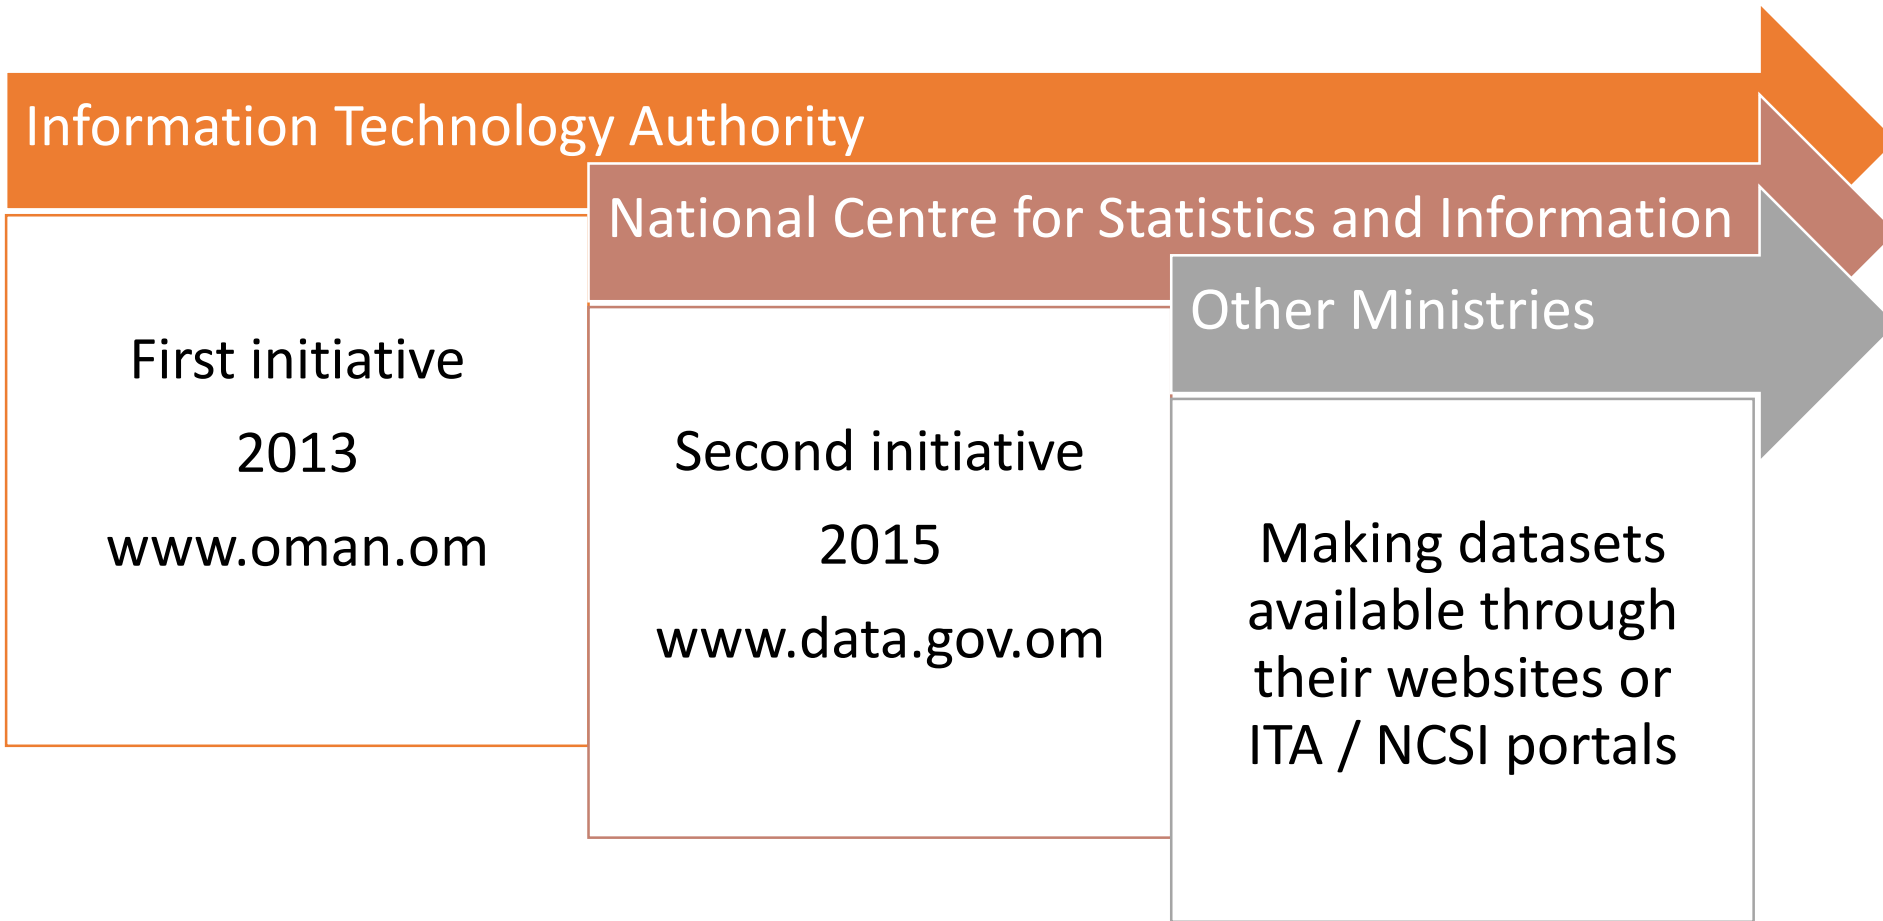 Information Technology Authority
First initiative
2013
www.oman.om
National Centre for Statistics and Information
Second initiative
2015
www.data.gov.om
Other Ministries
Making datasets
available through
their websites or
ITA / NCSI portals